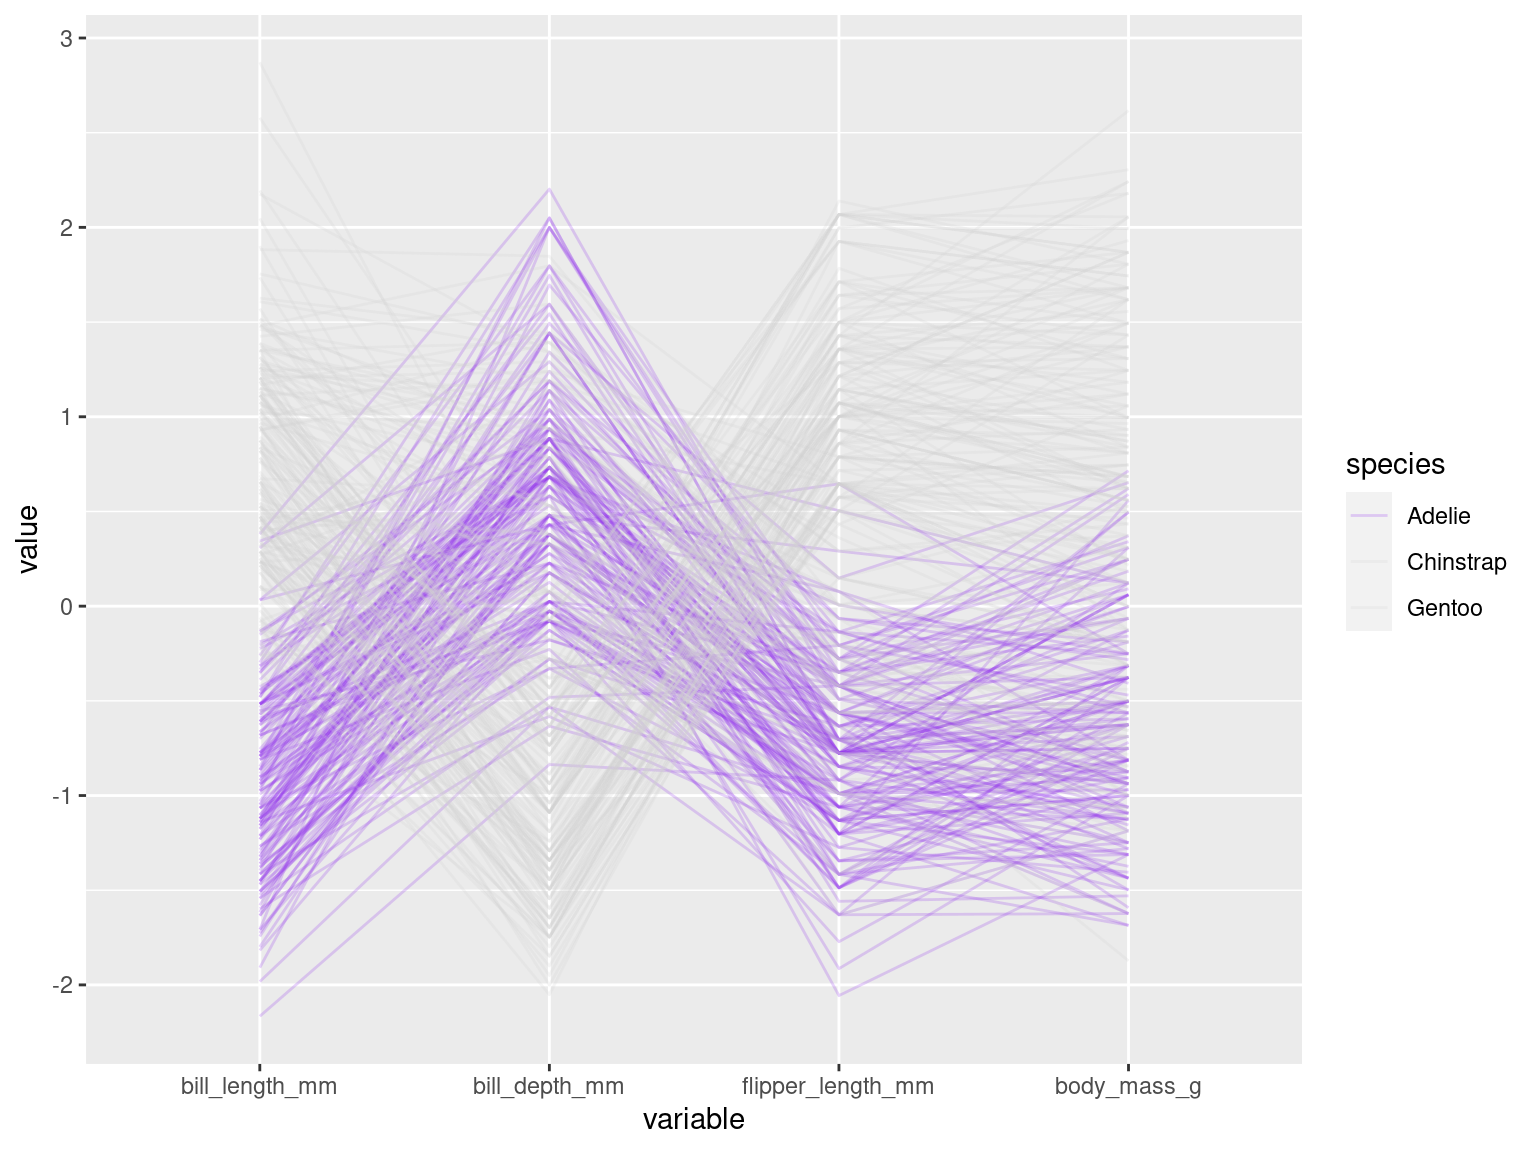 3
2
1
0
-1
-2
value
bill_length_mm
bill_depth_mm
flipper_length_mm
body_mass_g
variable
species
Adelie
Chinstrap
Gentoo